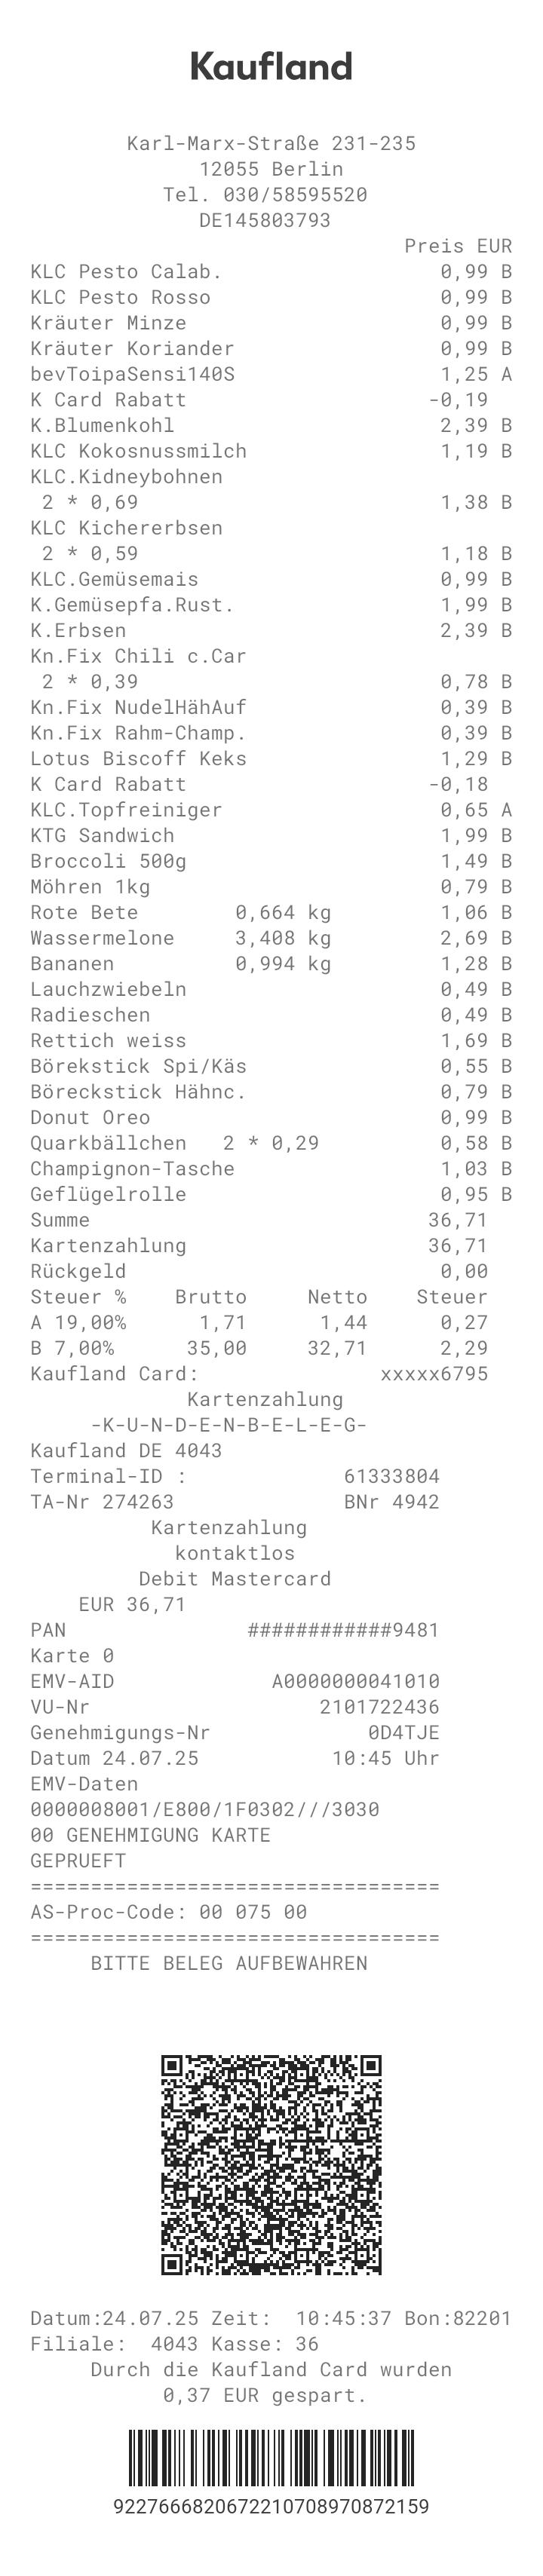 Kaufland
Karl-Marx-Straße 231-235
12055 Berlin
Tel. 030/58595520
DE145803793
Preis EUR
KLC Pesto Calab. 0,99 B
KLC Pesto Rosso 0,99 B
Kräuter Minze 0,99 B
Kräuter Koriander 0,99 B
bevToipaSensi140S 1,25 A
K Card Rabatt -0,19
K.Blumenkohl 2,39 B
KLC Kokosnussmilch 1,19 B
KLC.Kidneybohnen
2 * 0,69 1,38 B
KLC Kichererbsen
2 * 0,59 1,18 B
KLC.Gemüsemais 0,99 B
K.Gemüsepfa.Rust. 1,99 B
K.Erbsen 2,39 B
Kn.Fix Chili c.Car
2 * 0,39 0,78 B
Kn.Fix NudelHähAuf 0,39 B
Kn.Fix Rahm-Champ. 0,39 B
Lotus Biscoff Keks 1,29 B
K Card Rabatt -0,18
KLC.Topfreiniger 0,65 A
KTG Sandwich 1,99 B
Broccoli 500g 1,49 B
Möhren 1kg 0,79 B
Rote Bete 0,664 kg 1,06 B
Wassermelone 3,408 kg 2,69 B
Bananen 0,994 kg 1,28 B
Lauchzwiebeln 0,49 B
Radieschen 0,49 B
Rettich weiss 1,69 B
Börekstick Spi/Käs 0,55 B
Böreckstick Hähnc. 0,79 B
Donut Oreo 0,99 B
Quarkbällchen 2 * 0,29 0,58 B
Champignon-Tasche 1,03 B
Geflügelrolle 0,95 B
Summe 36,71
Kartenzahlung 36,71
Rückgeld 0,00
Steuer % Brutto Netto Steuer
A 19,00% 1,71 1,44 0,27
B 7,00% 35,00 32,71 2,29
Kaufland Card: xxxxx6795
Kartenzahlung
-K-U-N-D-E-N-B-E-L-E-G-
Kaufland DE 4043
Terminal-ID : 61333804
TA-Nr 274263 BNr 4942
Kartenzahlung
kontaktlos
Debit Mastercard
EUR 36,71
PAN ############9481
Karte 0
EMV-AID A0000000041010
VU-Nr 2101722436
Genehmigungs-Nr 0D4TJE
Datum 24.07.25 10:45 Uhr
EMV-Daten
0000008001/E800/1F0302///3030
00 GENEHMIGUNG KARTE
GEPRUEFT
==================================
AS-Proc-Code: 00 075 00
==================================
BITTE BELEG AUFBEWAHREN
Datum:24.07.25 Zeit: 10:45:37 Bon:82201
Filiale: 4043 Kasse: 36
Durch die Kaufland Card wurden
0,37 EUR gespart.
9227666820672210708970872159